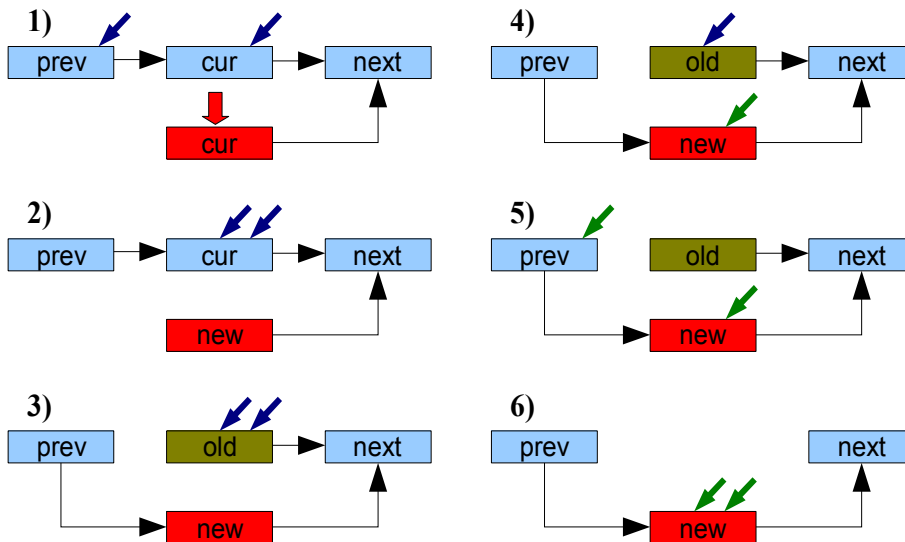 1)
prev cur next
cur
2)
prev cur next
new
3)
prev old next
new
4)
prev old next
new
5)
prev old next
new
6)
prev next
new